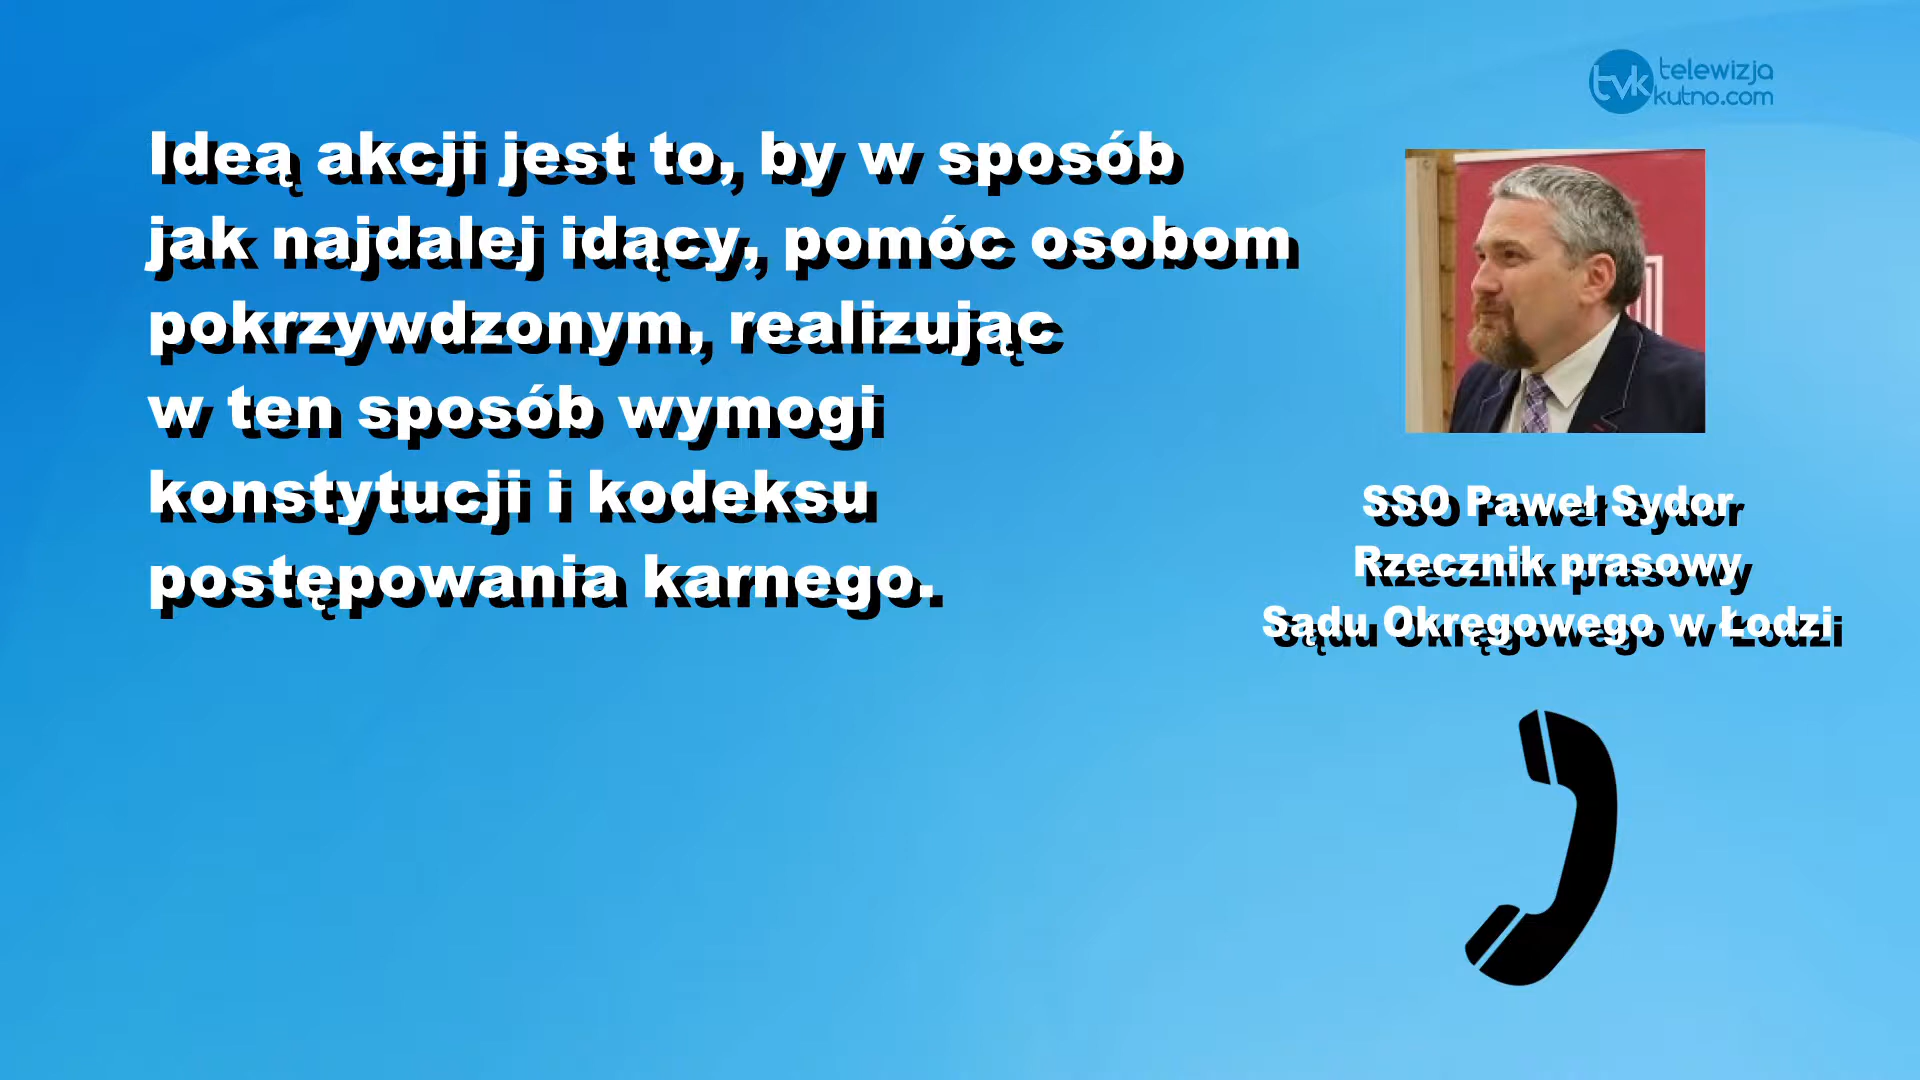 tvk telewizja
kutno.com
Ideą akcji jest to, by w sposób
jak najdalej idący, pomóc osobom
pokrzywdzonym, realizując
w ten sposób wymogi
konstytucji i kodeksu
postępowania karnego.
SSO Paweł Sydor
Rzecznik prasowy
Sądu Okręgowego w Łodzi